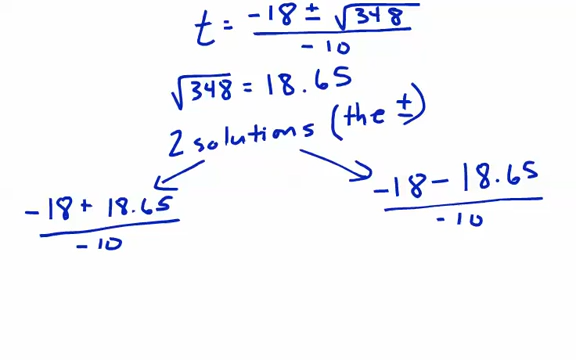 t = -18 ± √348 / -10
√348 = 18.65
2 solutions (the ±)
-18 + 18.65 / -10
-18 - 18.65 / -10